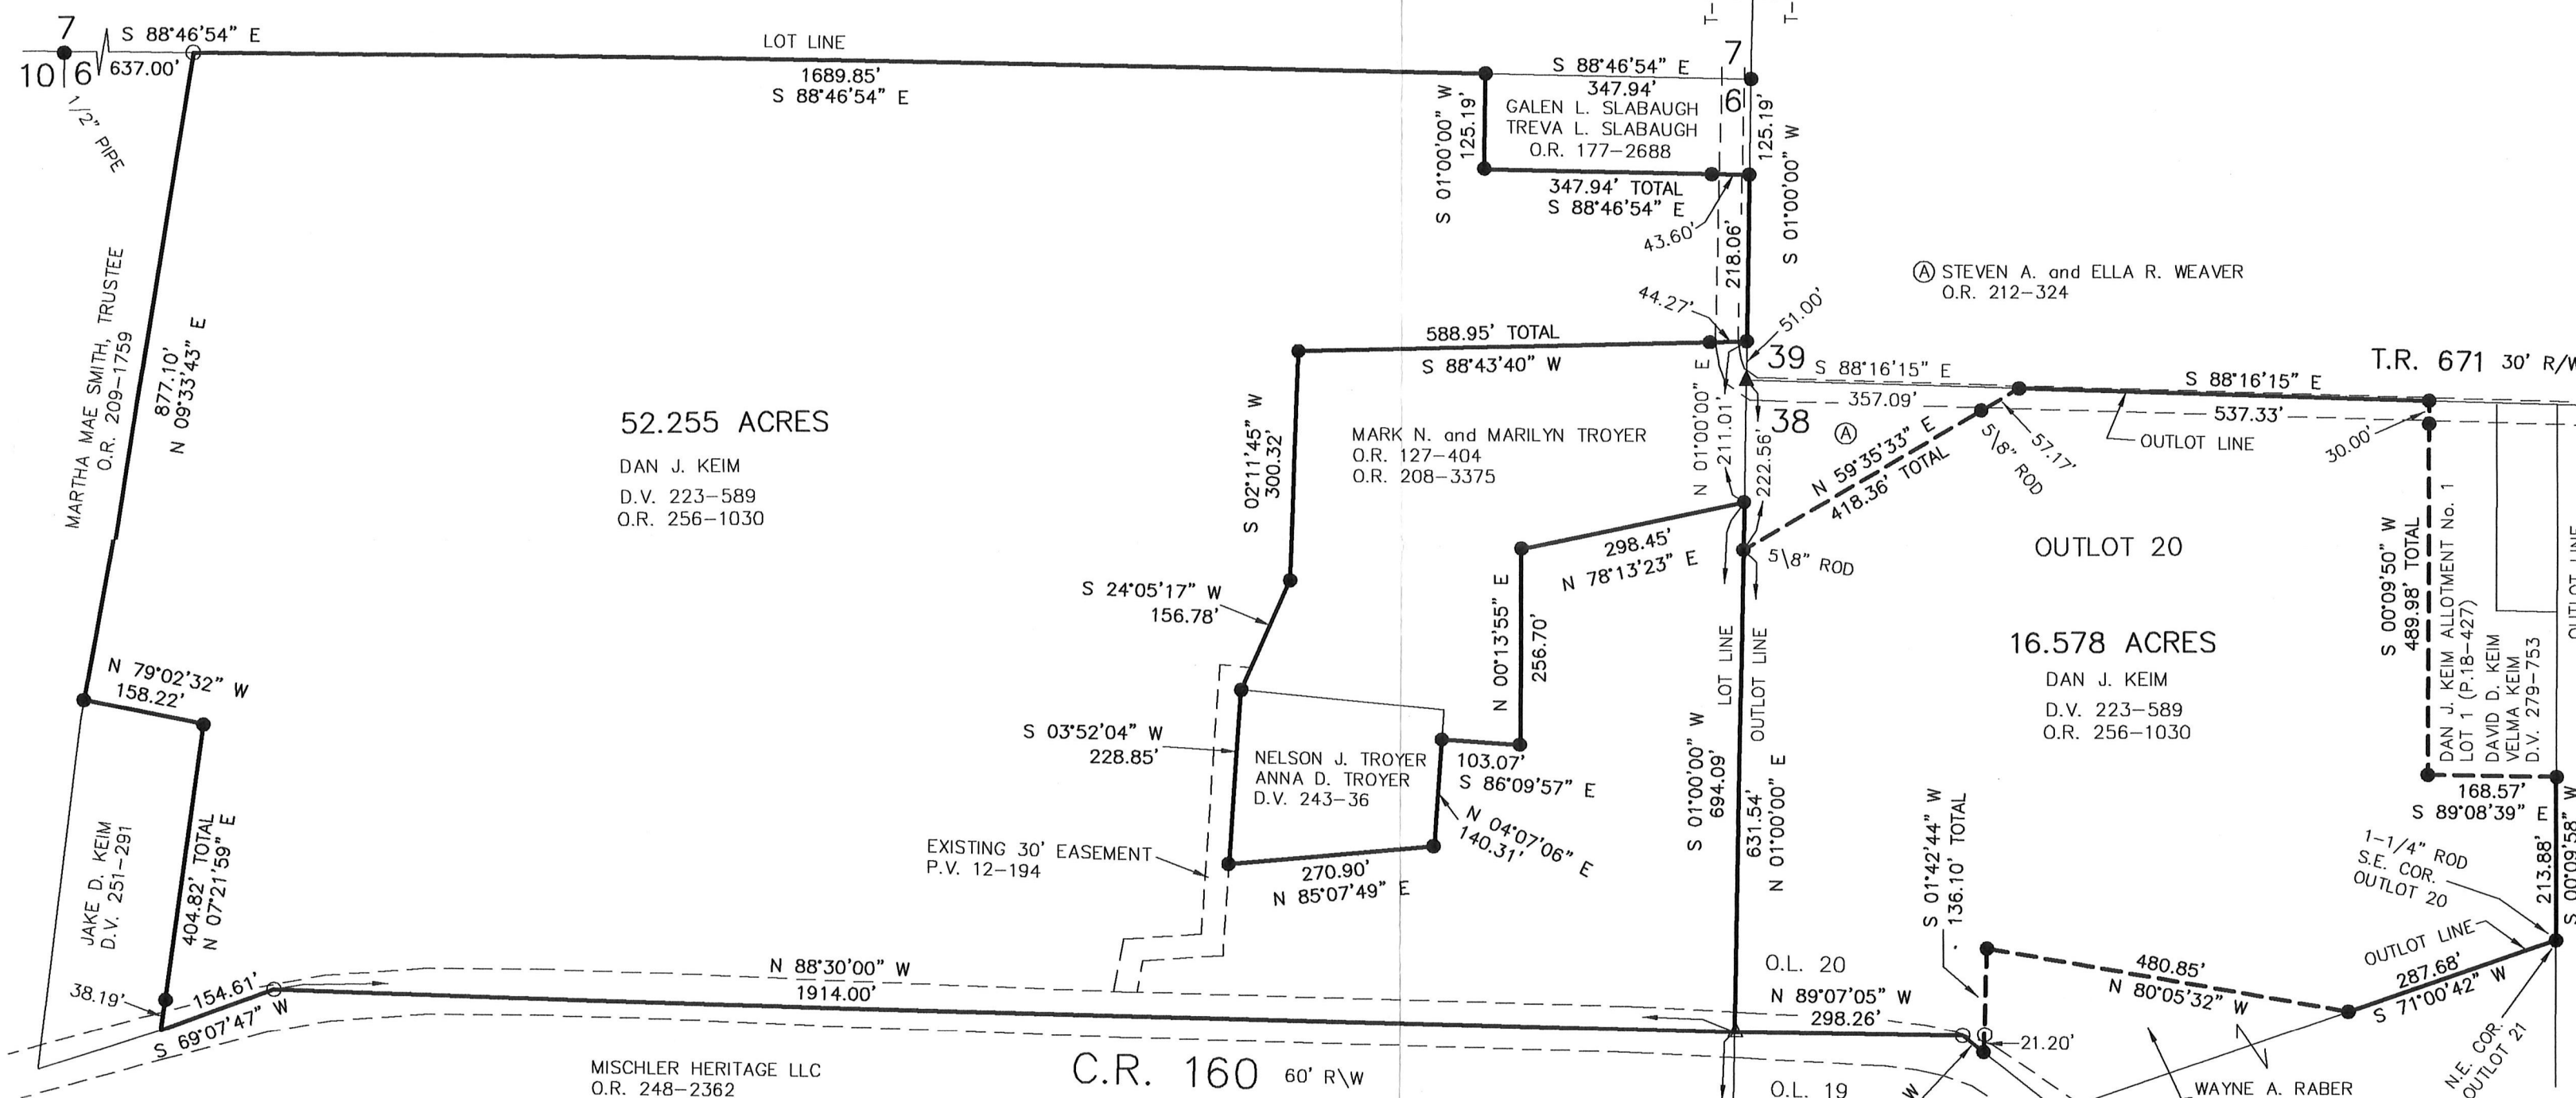 7
10 6
S 88°46'54" E
637.00'
1/2" PIPE
LOT LINE
1689.85'
S 88°46'54" E
S 88°46'54" E
347.94'
GALEN L. SLABAUGH
TREVA L. SLABAUGH
O.R. 177-2688
S 01°00'00" W
125.19'
347.94' TOTAL
S 88°46'54" E
43.60'
7
6
T-
T-
125.19'
S 01°00'00" W
218.06'
44.27'
51.00'
Ⓐ STEVEN A. and ELLA R. WEAVER
O.R. 212-324
MARTHA MAE SMITH, TRUSTEE
O.R. 209-1759
877.10'
N 09°33'43" E
52.255 ACRES
DAN J. KEIM
D.V. 223-589
O.R. 256-1030
588.95' TOTAL
S 88°43'40" W
S 02°11'45" W
300.32'
MARK N. and MARILYN TROYER
O.R. 127-404
O.R. 208-3375
N 01°00'00" E
211.01'
222.56'
39
38
Ⓐ
S 88°16'15" E
357.09'
S 88°16'15" E
537.33'
T.R. 671 30' R/W
OUTLOT LINE
30.00'
N 59°35'33" E
418.36' TOTAL
57.17'
5\8" ROD
5\8" ROD
OUTLOT 20
298.45'
N 78°13'23" E
N 00°13'55" E
256.70'
S 24°05'17" W
156.78'
S 03°52'04" W
228.85'
NELSON J. TROYER
ANNA D. TROYER
D.V. 243-36
103.07'
S 86°09'57" E
N 04°07'06" E
140.31'
270.90'
N 85°07'49" E
EXISTING 30' EASEMENT
P.V. 12-194
N 79°02'32" W
158.22'
JAKE D. KEIM
D.V. 251-291
404.82' TOTAL
N 07°21'59" E
38.19'
154.61'
S 69°07'47" W
N 88°30'00" W
1914.00'
LOT LINE
OUTLOT LINE
S 01°00'00" W
694.09'
631.54'
N 01°00'00" E
16.578 ACRES
DAN J. KEIM
D.V. 223-589
O.R. 256-1030
S 00°09'50" W
489.98' TOTAL
DAN J. KEIM ALLOTMENT No. 1
LOT 1 (P.18-427)
DAVID D. KEIM
VELMA KEIM
D.V. 279-753
OUTLOT LINE
168.57'
S 89°08'39" E
213.88'
S 00°09'58" W
1-1/4" ROD
S.E. COR.
OUTLOT 20
OUTLOT LINE
287.68'
S 71°00'42" W
480.85'
N 80°05'32" W
S 01°42'44" W
136.10' TOTAL
21.20'
O.L. 20
N 89°07'05" W
298.26'
O.L. 19
W
N.E. COR.
OUTLOT 21
WAYNE A. RABER
MISCHLER HERITAGE LLC
O.R. 248-2362
C.R. 160 60' R\W